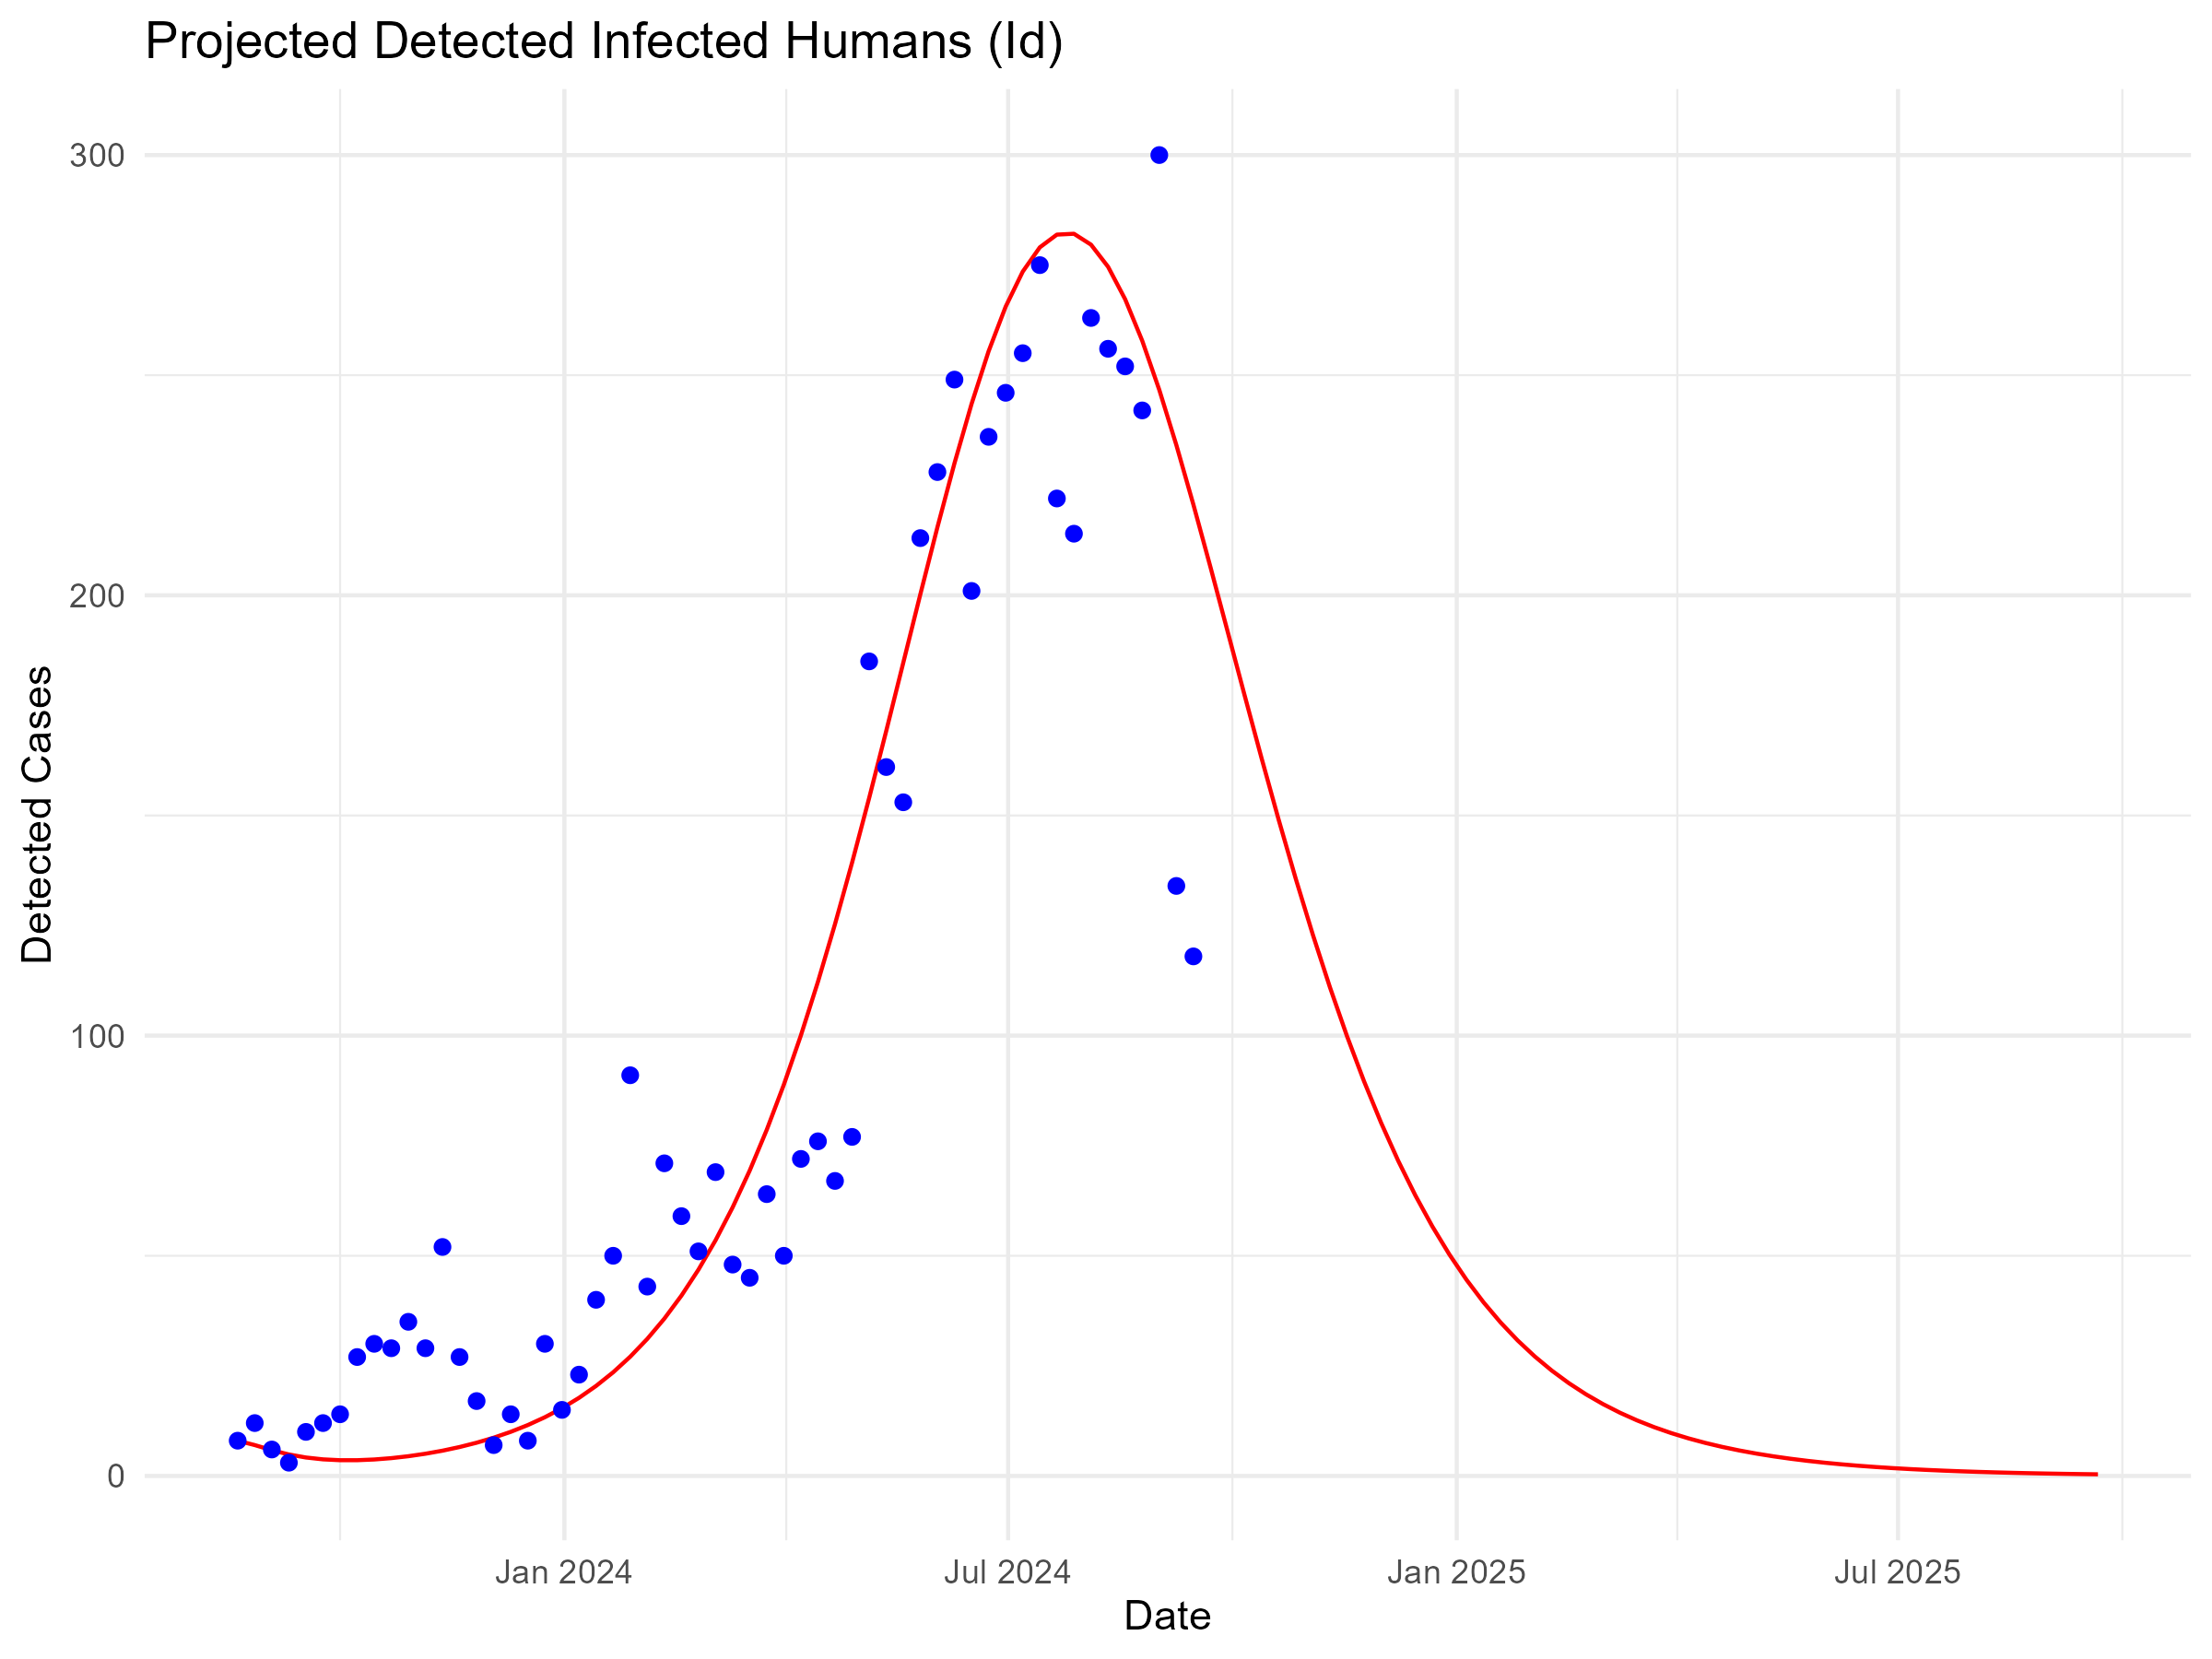 Projected Detected Infected Humans (Id)
300
200
100
0
Detected Cases
Jan 2024
Jul 2024
Jan 2025
Jul 2025
Date